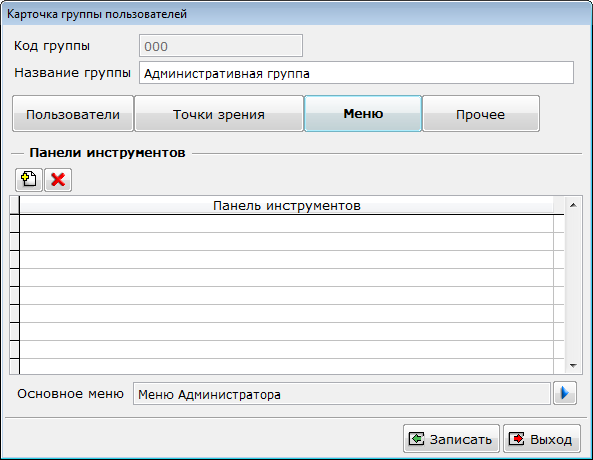 Карточка группы пользователей
Код группы 000
Название группы Административная группа
Пользователи Точки зрения Меню Прочее
Панели инструментов
Панель инструментов
Основное меню Меню Администратора
Записать Выход